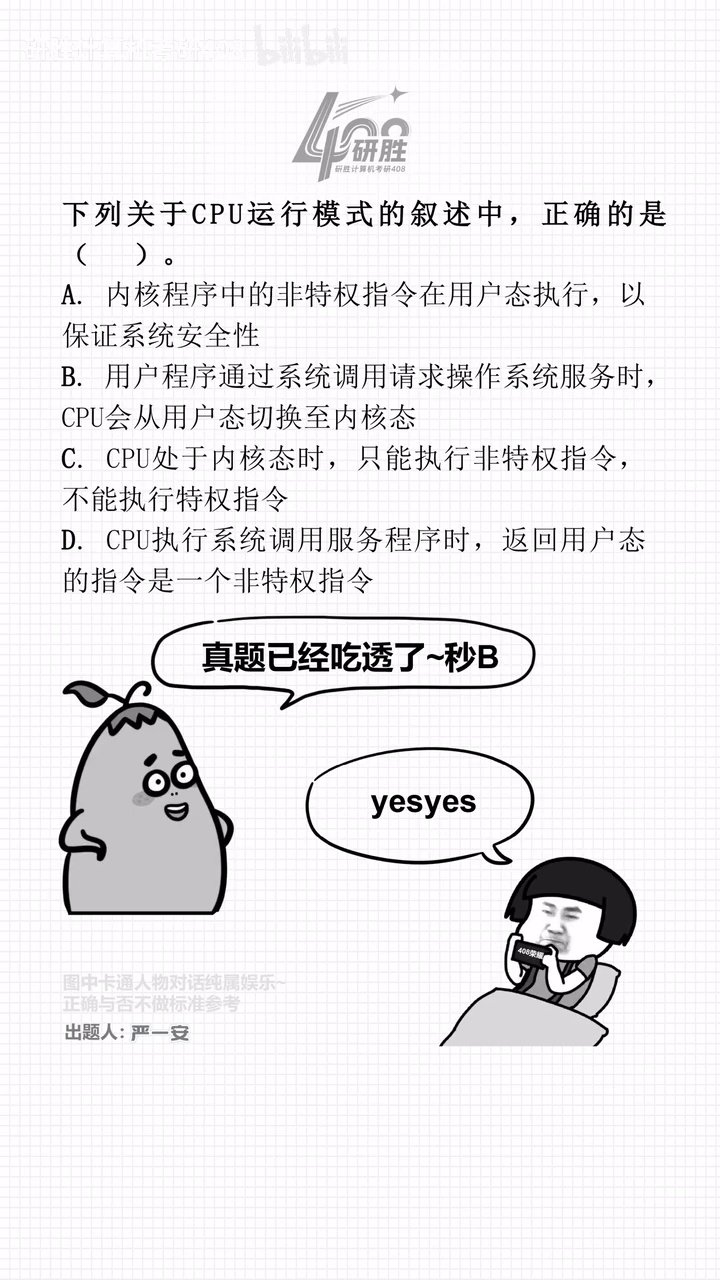 bilibili
408
研胜
研胜计算机考研408
下列关于CPU运行模式的叙述中，正确的是
（ ）。
A. 内核程序中的非特权指令在用户态执行，以
保证系统安全性
B. 用户程序通过系统调用请求操作系统服务时，
CPU会从用户态切换至内核态
C. CPU处于内核态时，只能执行非特权指令，
不能执行特权指令
D. CPU执行系统调用服务程序时，返回用户态
的指令是一个非特权指令
真题已经吃透了~秒B
yesyes
408荣耀
图中卡通人物对话纯属娱乐~
正确与否不做标准参考
出题人：严一安